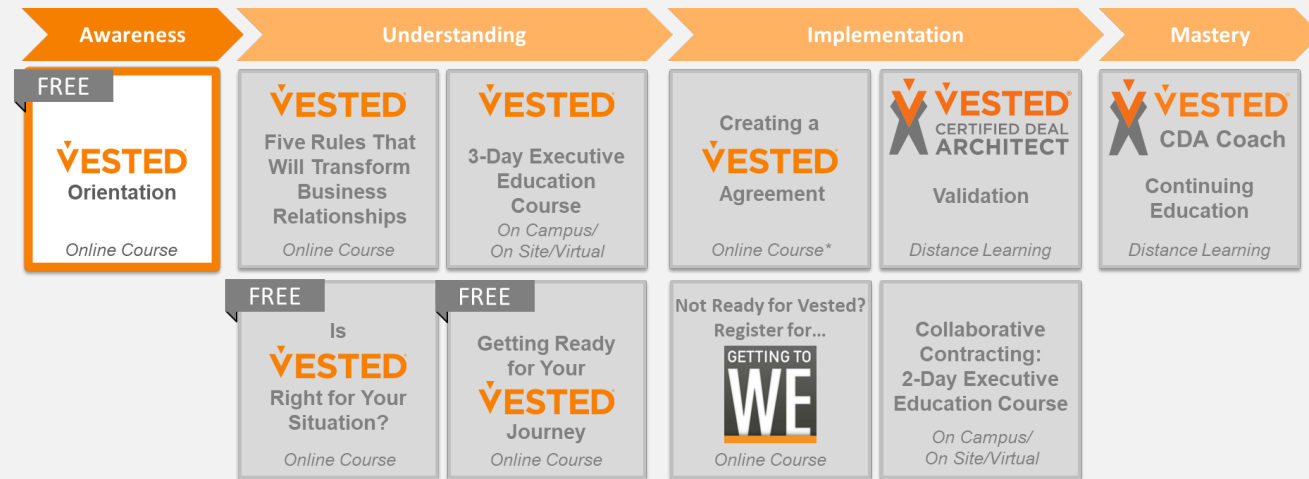 Awareness
Understanding
Implementation
Mastery
FREE
VESTED
Orientation
Online Course
VESTED
Five Rules That
Will Transform
Business
Relationships
Online Course
VESTED
3-Day Executive
Education
Course
On Campus/
On Site/Virtual
Creating a
VESTED
Agreement
Online Course*
VESTED®
CERTIFIED DEAL
ARCHITECT
Validation
Distance Learning
VESTED®
CDA Coach
Continuing
Education
Distance Learning
FREE
Is
VESTED
Right for Your
Situation?
Online Course
FREE
Getting Ready
for Your
VESTED
Journey
Online Course
Not Ready for Vested?
Register for...
GETTING TO
WE
Online Course
Collaborative
Contracting:
2-Day Executive
Education Course
On Campus/
On Site/Virtual